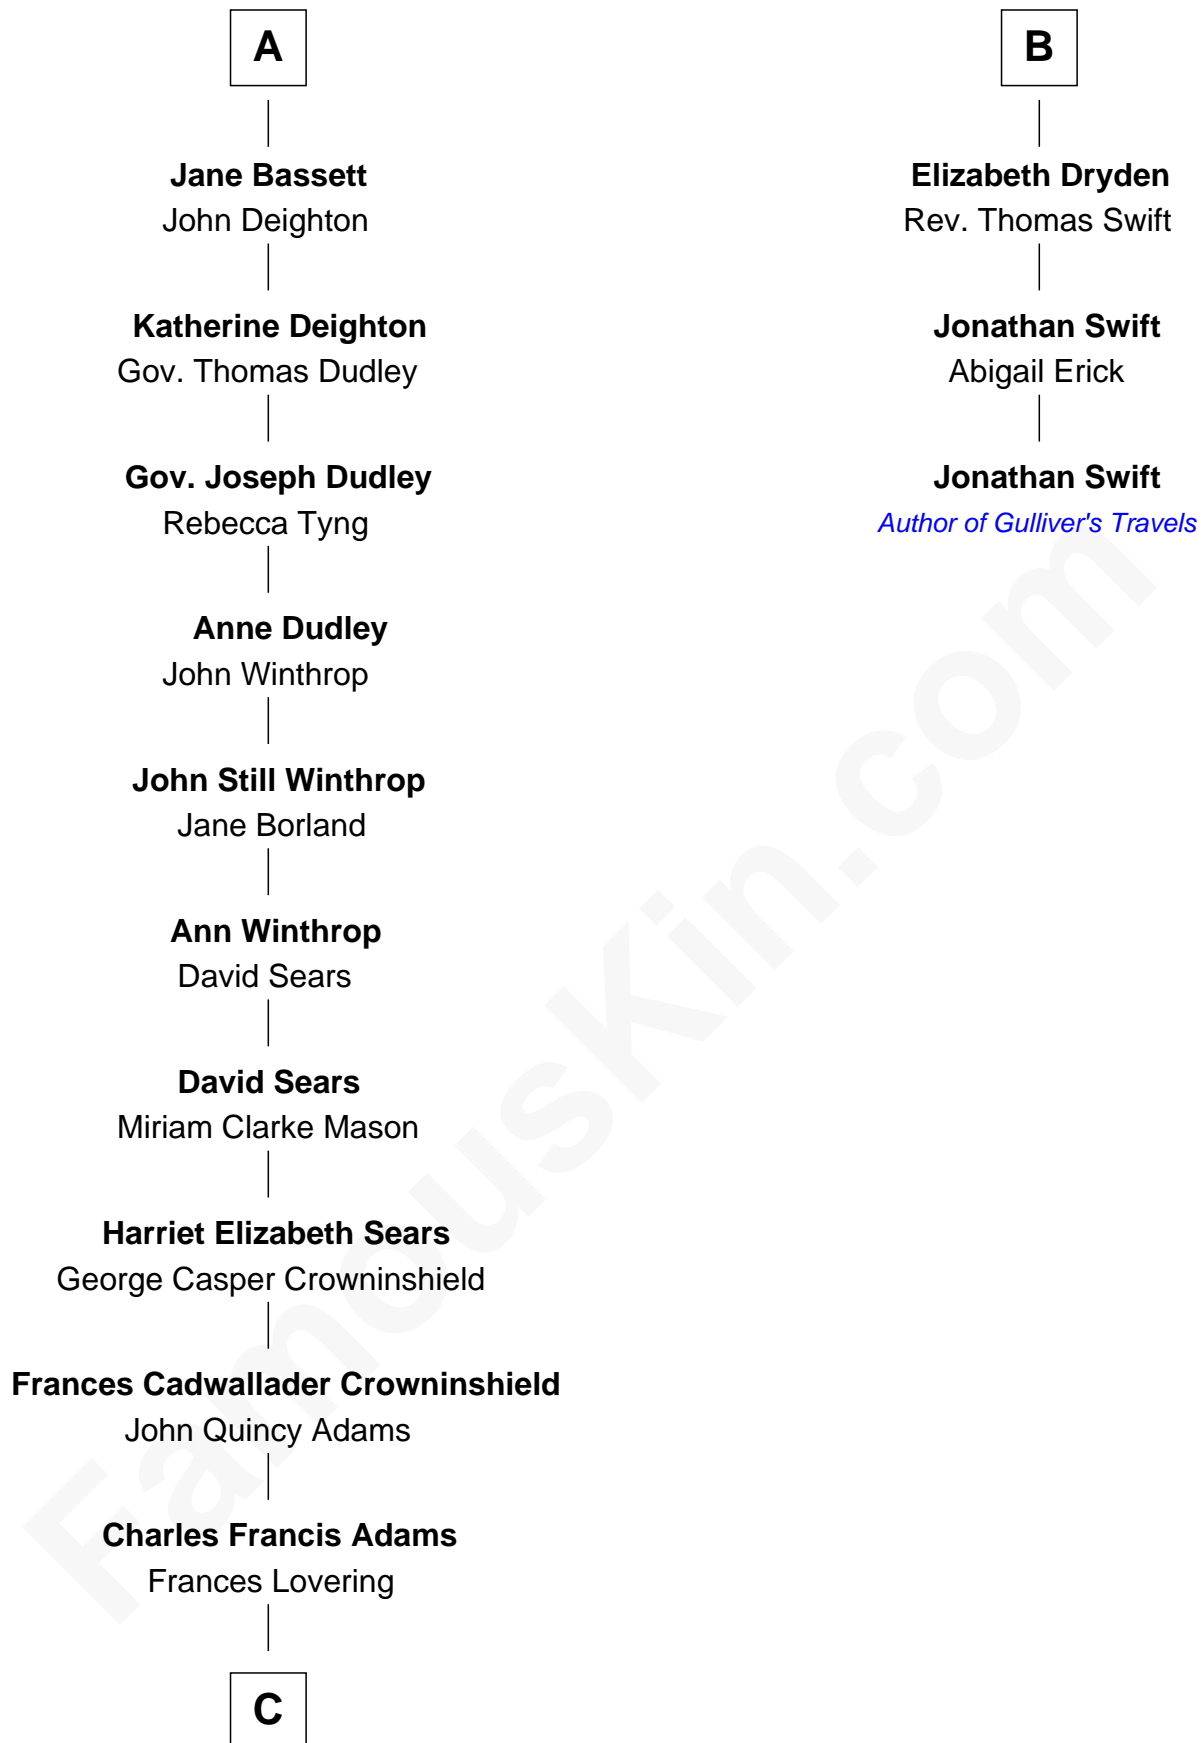 A
Jane Bassett
John Deighton
Katherine Deighton
Gov. Thomas Dudley
Gov. Joseph Dudley
Rebecca Tyng
Anne Dudley
John Winthrop
John Still Winthrop
Jane Borland
Ann Winthrop
David Sears
David Sears
Miriam Clarke Mason
Harriet Elizabeth Sears
George Casper Crowninshield
Frances Cadwallader Crowninshield
John Quincy Adams
Charles Francis Adams
Frances Lovering
C
B
Elizabeth Dryden
Rev. Thomas Swift
Jonathan Swift
Abigail Erick
Jonathan Swift
Author of Gulliver's Travels
FamousKin.com